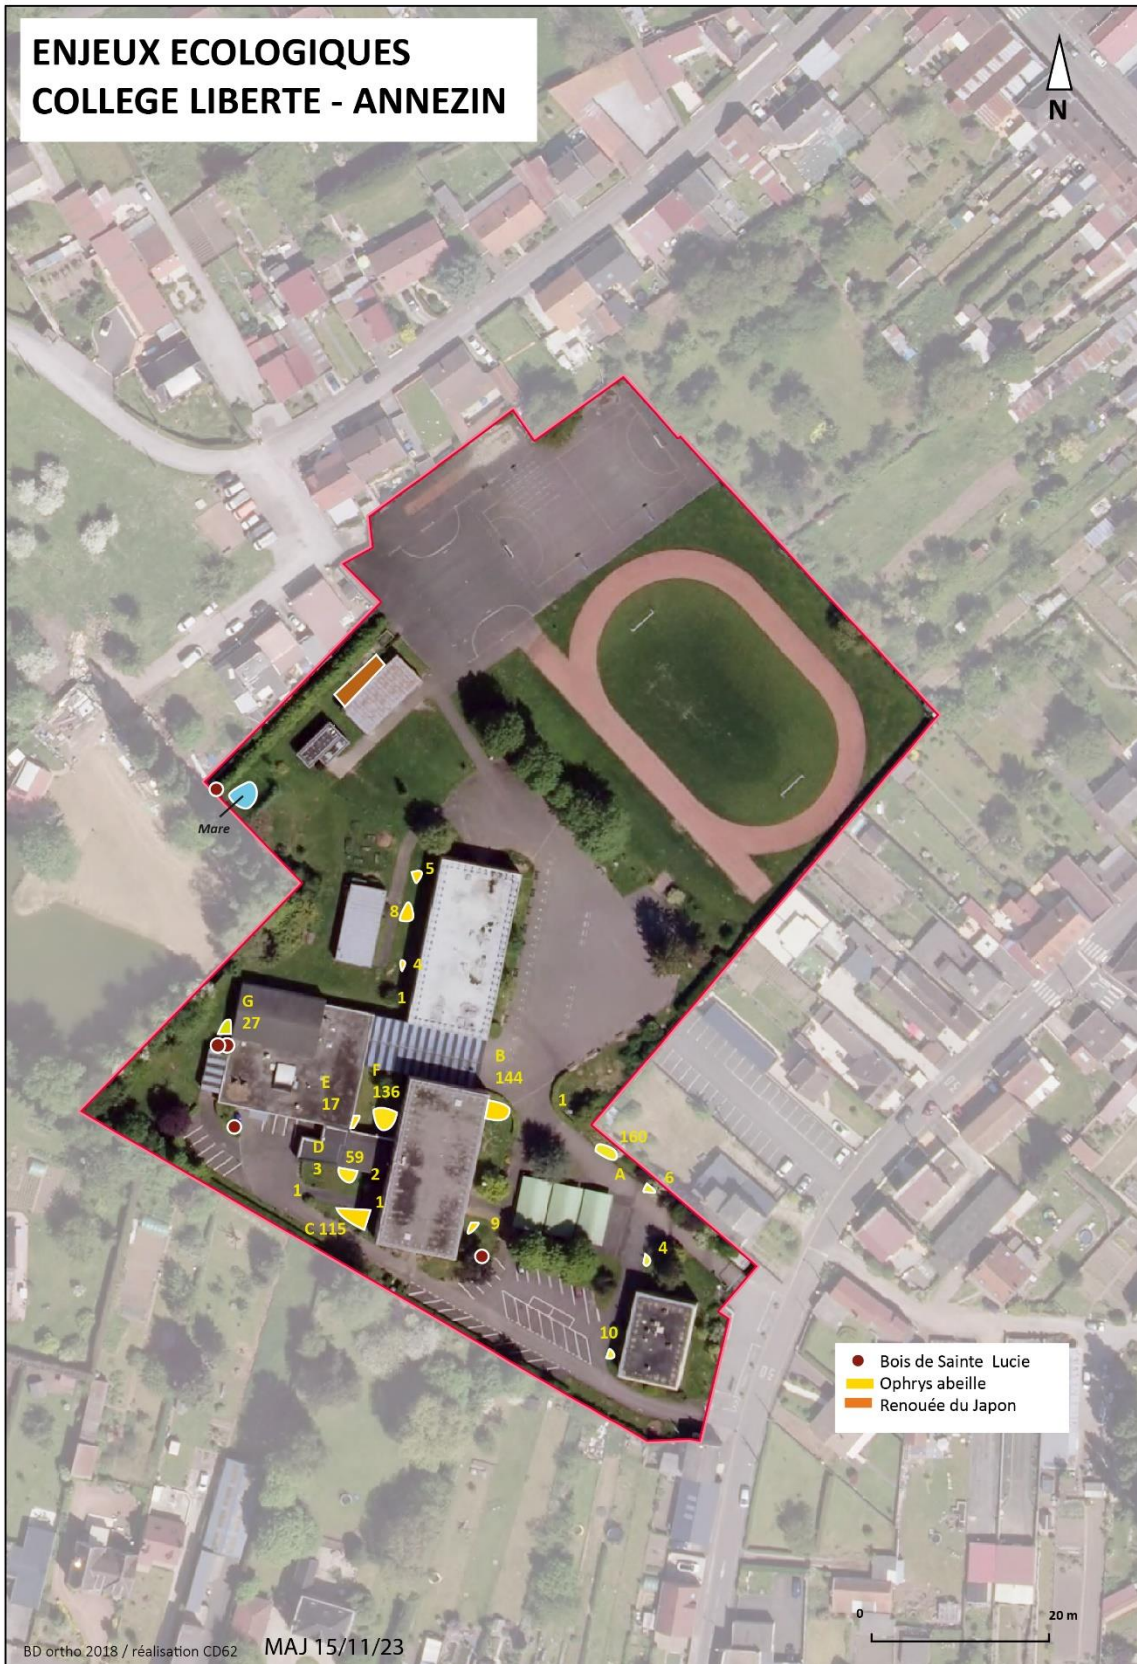 ENJEUX ECOLOGIQUES
COLLEGE LIBERTE - ANNEZIN
N
Mare
5
8
4
1
G
27
B
144
F
136
E
17
1
160
A
6
D
3
59
2
1
1
C 115
9
4
10
Bois de Sainte Lucie
Ophrys abeille
Renouée du Japon
0
20 m
BD ortho 2018 / réalisation CD62
MAJ 15/11/23